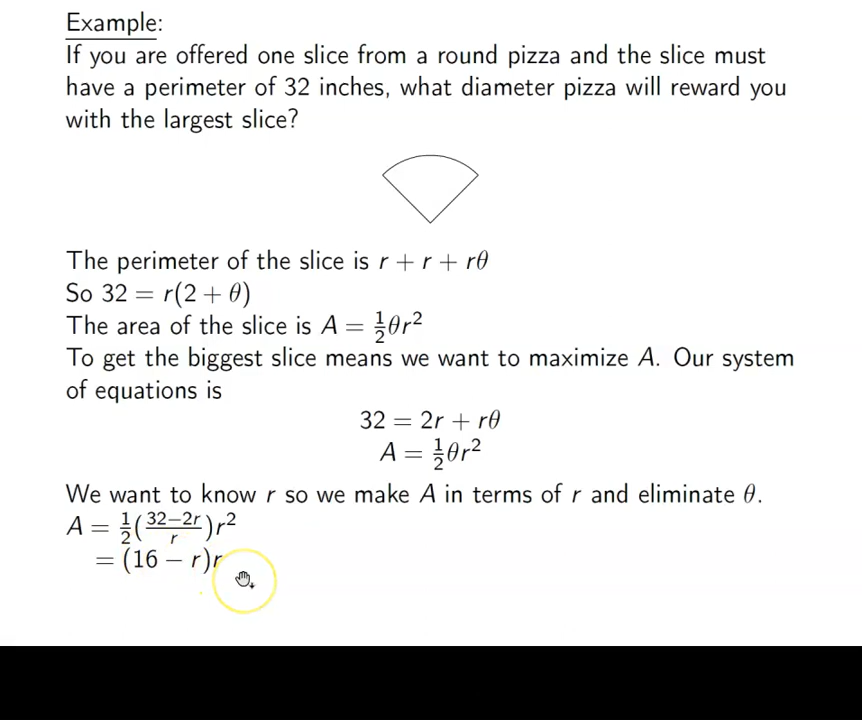 Example:
If you are offered one slice from a round pizza and the slice must
have a perimeter of 32 inches, what diameter pizza will reward you
with the largest slice?
The perimeter of the slice is r + r + rθ
So 32 = r(2 + θ)
The area of the slice is A = ½θr²
To get the biggest slice means we want to maximize A. Our system
of equations is
32 = 2r + rθ
A = ½θr²
We want to know r so we make A in terms of r and eliminate θ.
A = ½((32−2r)/r)r²
= (16 − r)r